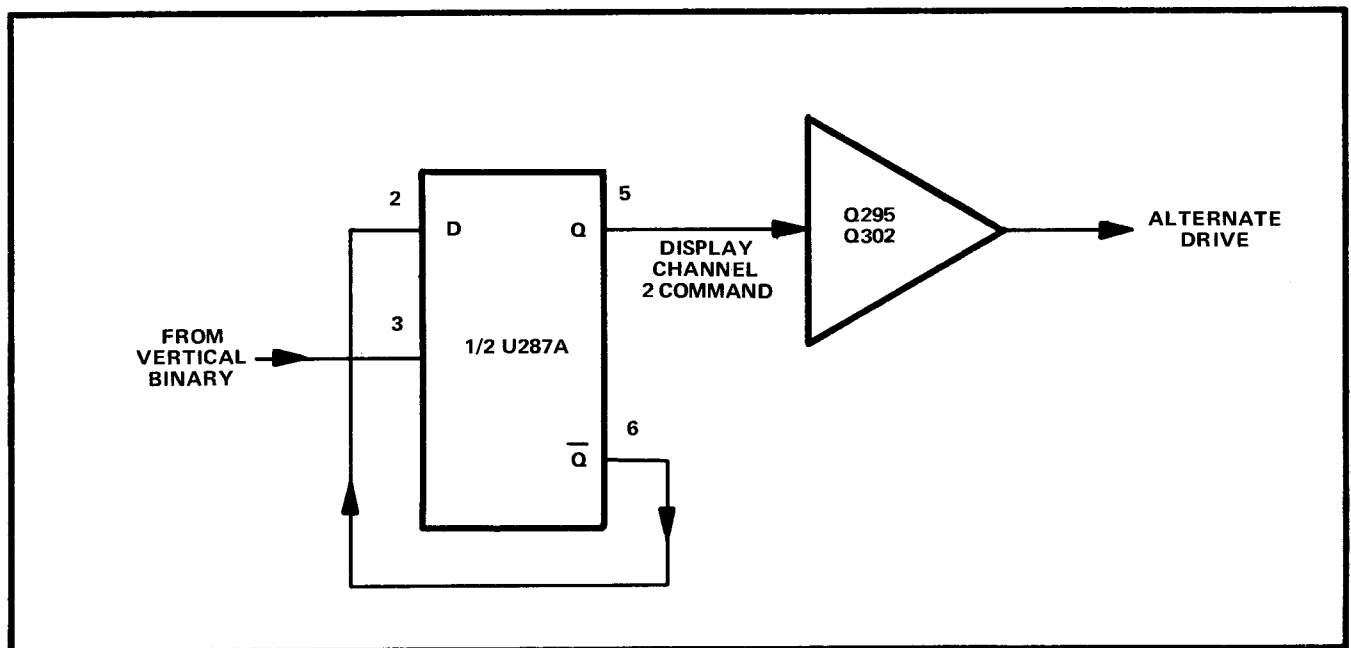 2
D
Q
5
DISPLAY
CHANNEL
2 COMMAND
Q295
Q302
ALTERNATE
DRIVE
FROM
VERTICAL
BINARY
3
1/2 U287A
6
Q̅